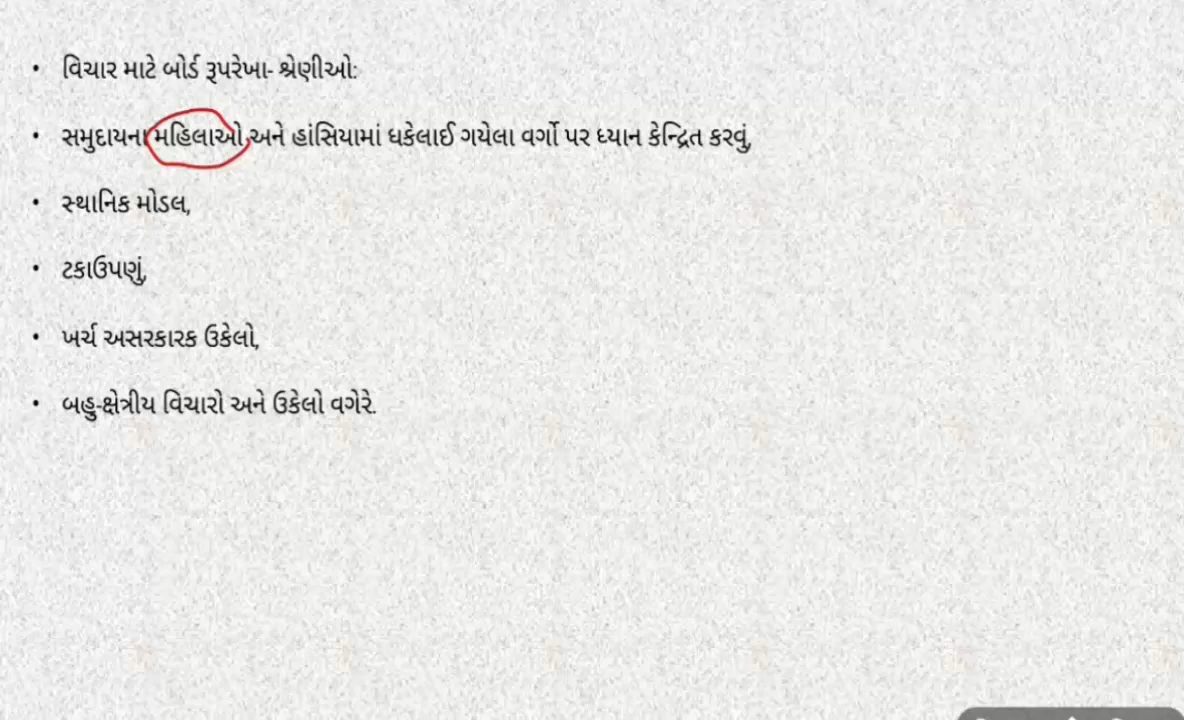 • વિચાર માટે બોર્ડ રૂપરેખા- શ્રેણીઓ:
• સમુદાયના મહિલાઓ અને હાંસિયામાં ધકેલાઈ ગયેલા વર્ગો પર ધ્યાન કેન્દ્રિત કરવું,
• સ્થાનિક મોડલ,
• ટકાઉપણું,
• ખર્ચ અસરકારક ઉકેલો,
• બહુ-ક્ષેત્રીય વિચારો અને ઉકેલો વગેરે.